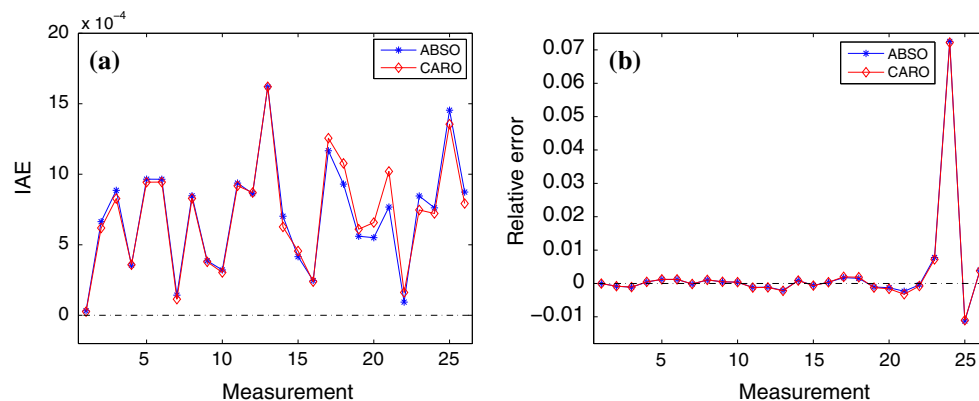 x 10⁻⁴
(a)
ABSO
CARO
20
15
10
5
0
IAE
5 10 15 20 25
Measurement
(b)
ABSO
CARO
0.07
0.06
0.05
0.04
0.03
0.02
0.01
0
−0.01
Relative error
5 10 15 20 25
Measurement